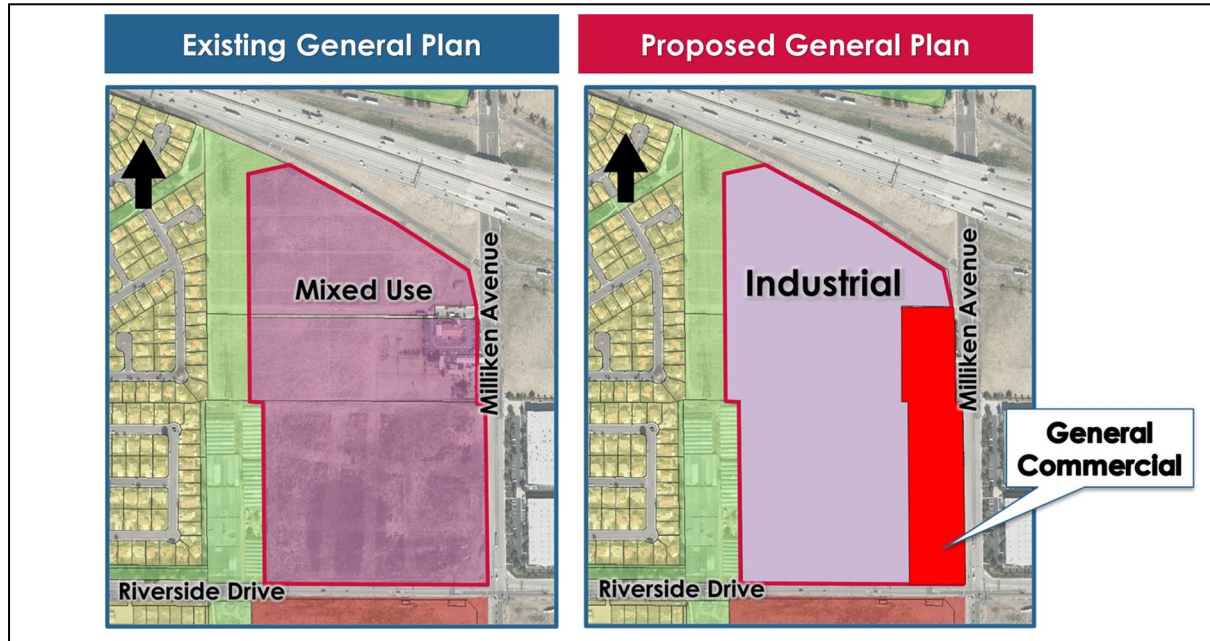 Existing General Plan
Proposed General Plan
Mixed Use
Milliken Avenue
Riverside Drive
Industrial
Milliken Avenue
General
Commercial
Riverside Drive